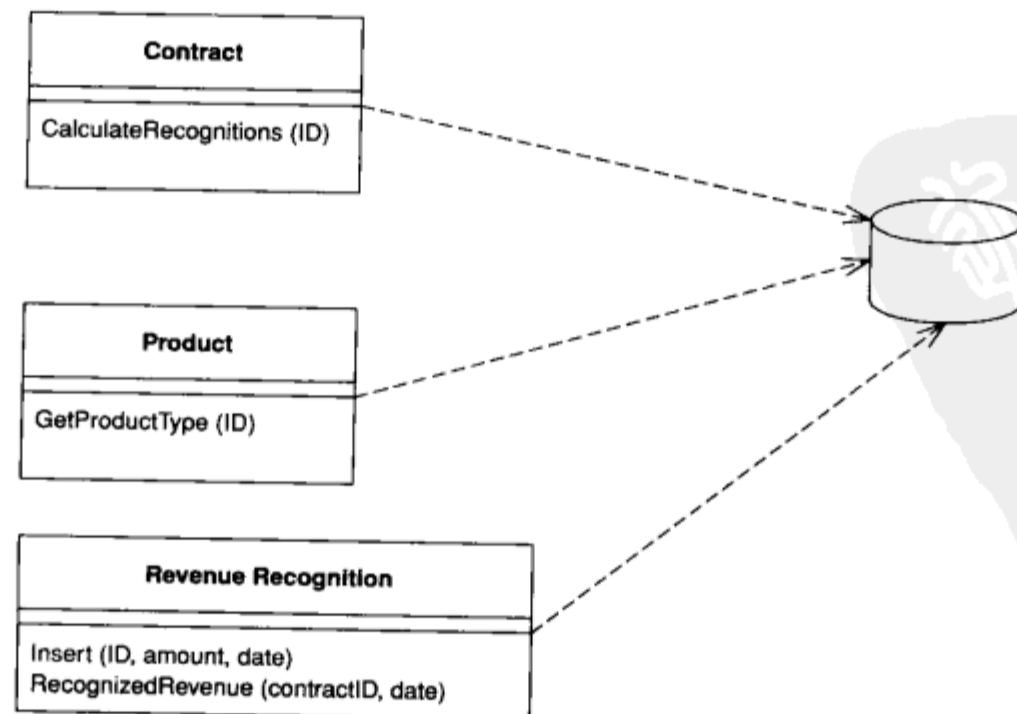 Contract
CalculateRecognitions (ID)
Product
GetProductType (ID)
Revenue Recognition
Insert (ID, amount, date)
RecognizedRevenue (contractID, date)